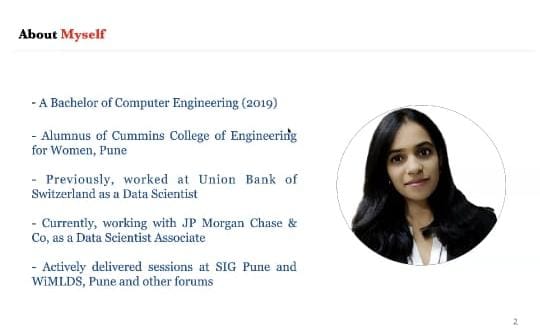 About Myself
- A Bachelor of Computer Engineering (2019)
- Alumnus of Cummins College of Engineering
for Women, Pune
- Previously, worked at Union Bank of
Switzerland as a Data Scientist
- Currently, working with JP Morgan Chase &
Co, as a Data Scientist Associate
- Actively delivered sessions at SIG Pune and
WiMLDS, Pune and other forums
2